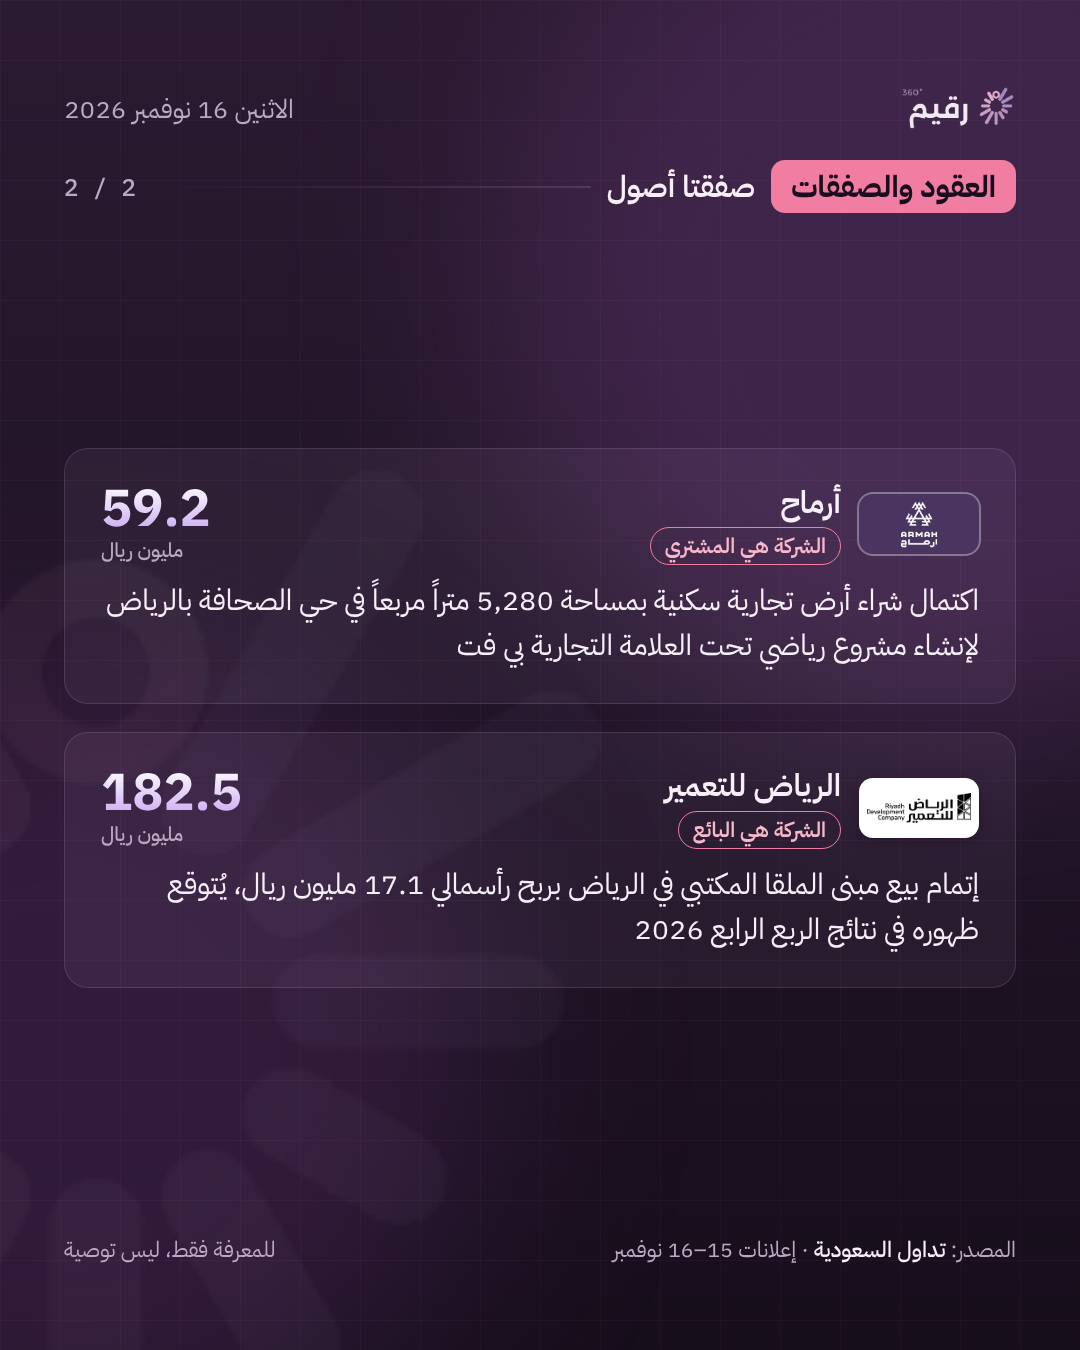 رقيم 360°
الاثنين 16 نوفمبر 2026
العقود والصفقات
صفقتا أصول
2 / 2
ARMAH
أرماح
أرماح
59.2
الشركة هي المشتري
مليون ريال
اكتمال شراء أرض تجارية سكنية بمساحة 5,280 متراً مربعاً في حي الصحافة بالرياض
لإنشاء مشروع رياضي تحت العلامة التجارية بي فت
الرياض
للتعمير
Riyadh
Development
Company
الرياض للتعمير
182.5
الشركة هي البائع
مليون ريال
إتمام بيع مبنى الملقا المكتبي في الرياض بربح رأسمالي 17.1 مليون ريال، يُتوقع
ظهوره في نتائج الربع الرابع 2026
المصدر: تداول السعودية · إعلانات 15–16 نوفمبر
للمعرفة فقط، ليس توصية